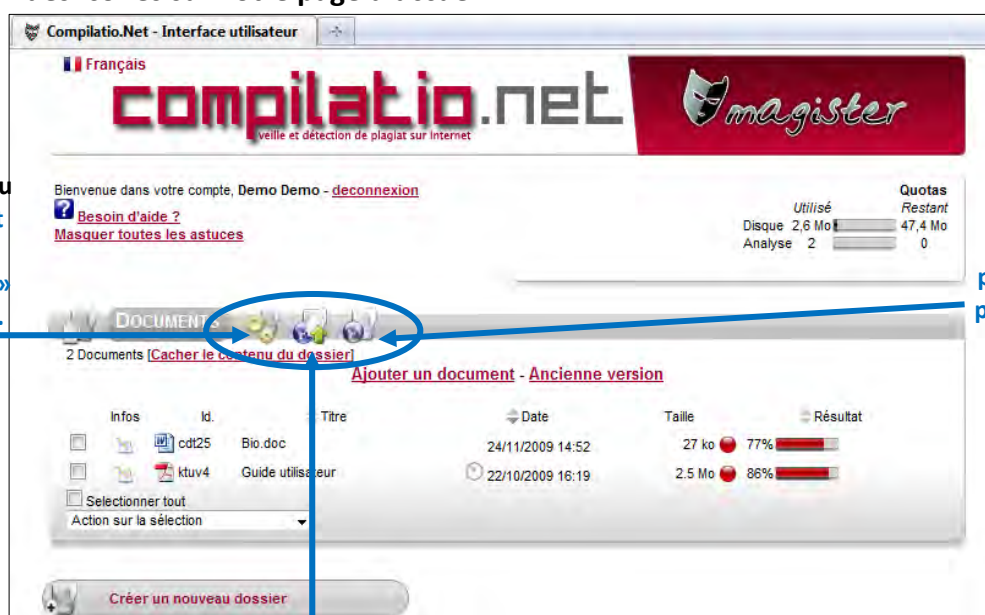 Compilatio.Net - Interface utilisateur
Français
compilatio.net
veille et détection de plagiat sur Internet
magister
Bienvenue dans votre compte, Demo Demo - deconnexion
Besoin d'aide ?
Masquer toutes les astuces
Quotas
Utilisé Restant
Disque 2,6 Mo 47,4 Mo
Analyse 2 0
u
»
p
p
DOCUMENTS
2 Documents [Cacher le contenu du dossier]
Ajouter un document - Ancienne version
Infos Id. Titre Date Taille Résultat
cdt25 Bio.doc 24/11/2009 14:52 27 ko 77%
ktuv4 Guide utilisateur 22/10/2009 16:19 2.5 Mo 86%
Selectionner tout
Action sur la sélection
Créer un nouveau dossier